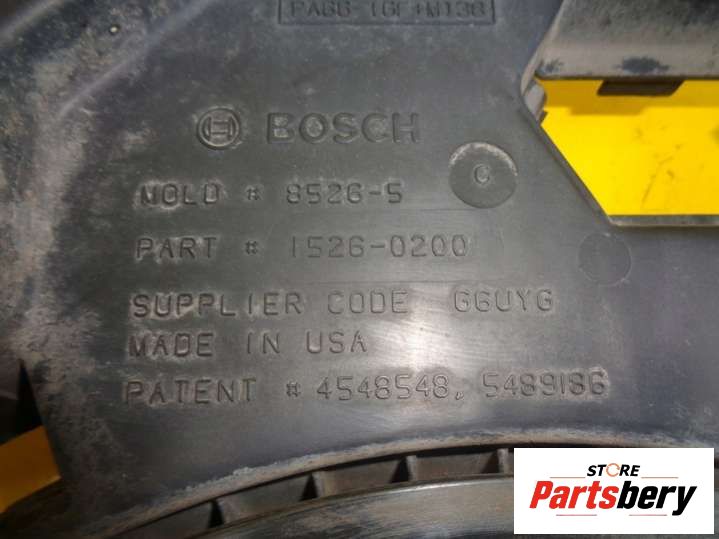 BOSCH
C
MOLD # 8526-5
PART # 1526-0200
SUPPLIER CODE G6UYG
MADE IN USA
PATENT # 4548548, 5489186
STORE
Partsbery